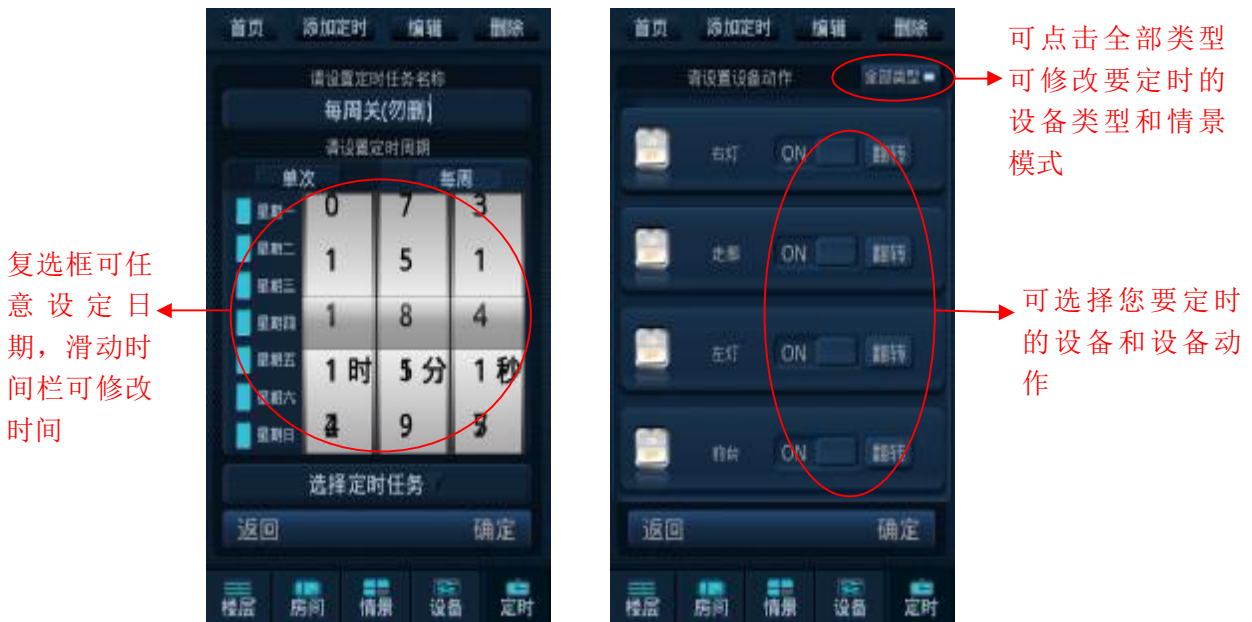 首页 添加定时 编辑 删除
请设置定时任务名称
每周关(勿删)
请设置定时周期
单次 每周
星期一
星期二
星期三
星期四
星期五
星期六
星期日
0 7 3
1 5 1
1 8 4
1 时 5 分 1 秒
9
选择定时任务
返回 确定
楼层 房间 情景 设备 定时
复选框可任
意设定日
期，滑动时
间栏可修改
时间
首页 添加定时 编辑 删除
请设置设备动作 全部类型
右灯 ON 翻转
走廊 ON 翻转
左灯 ON 翻转
ON 翻转
返回 确定
楼层 房间 情景 设备 定时
可点击全部类型
可修改要定时的
设备类型和情景
模式
可选择您要定时
的设备和设备动
作